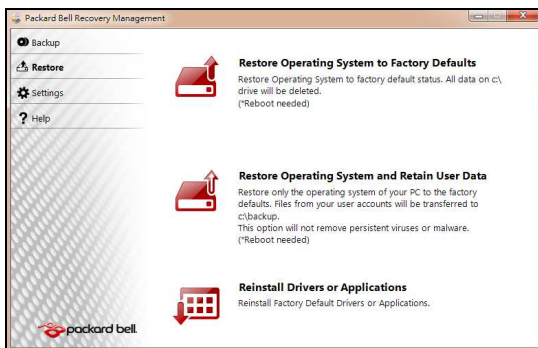 Packard Bell Recovery Management
Backup
Restore
Settings
Help
Restore Operating System to Factory Defaults
Restore Operating System to factory default status. All data on c:\
drive will be deleted.
(*Reboot needed)
Restore Operating System and Retain User Data
Restore only the operating system of your PC to the factory
defaults. Files from your user accounts will be transferred to
c:\backup.
This option will not remove persistent viruses or malware.
(*Reboot needed)
Reinstall Drivers or Applications
Reinstall Factory Default Drivers or Applications.
packard bell.